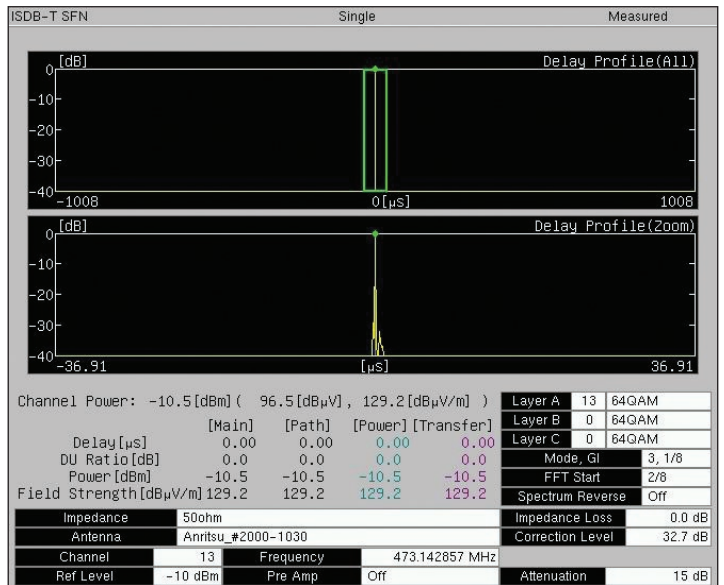 ISDB-T SFN Single Measured
[dB] Delay Profile(All)
0
-10
-20
-30
-40
-1008 0[µS] 1008
[dB] Delay Profile(Zoom)
0
-10
-20
-30
-40
-36.91 [µS] 36.91
Channel Power: -10.5[dBm]( 96.5[dBµV], 129.2[dBµV/m] )
[Main] [Path] [Power] [Transfer]
Delay[µs] 0.00 0.00 0.00 0.00
DU Ratio[dB] 0.0 0.0 0.0 0.0
Power[dBm] -10.5 -10.5 -10.5 -10.5
Field Strength[dBµV/m] 129.2 129.2 129.2 129.2
Layer A 13 64QAM
Layer B 0 64QAM
Layer C 0 64QAM
Mode, GI 3, 1/8
FFT Start 2/8
Spectrum Reverse Off
Impedance 50ohm Impedance Loss 0.0 dB
Antenna Anritsu_#2000-1030 Correction Level 32.7 dB
Channel 13 Frequency 473.142857 MHz
Ref Level -10 dBm Pre Amp Off Attenuation 15 dB